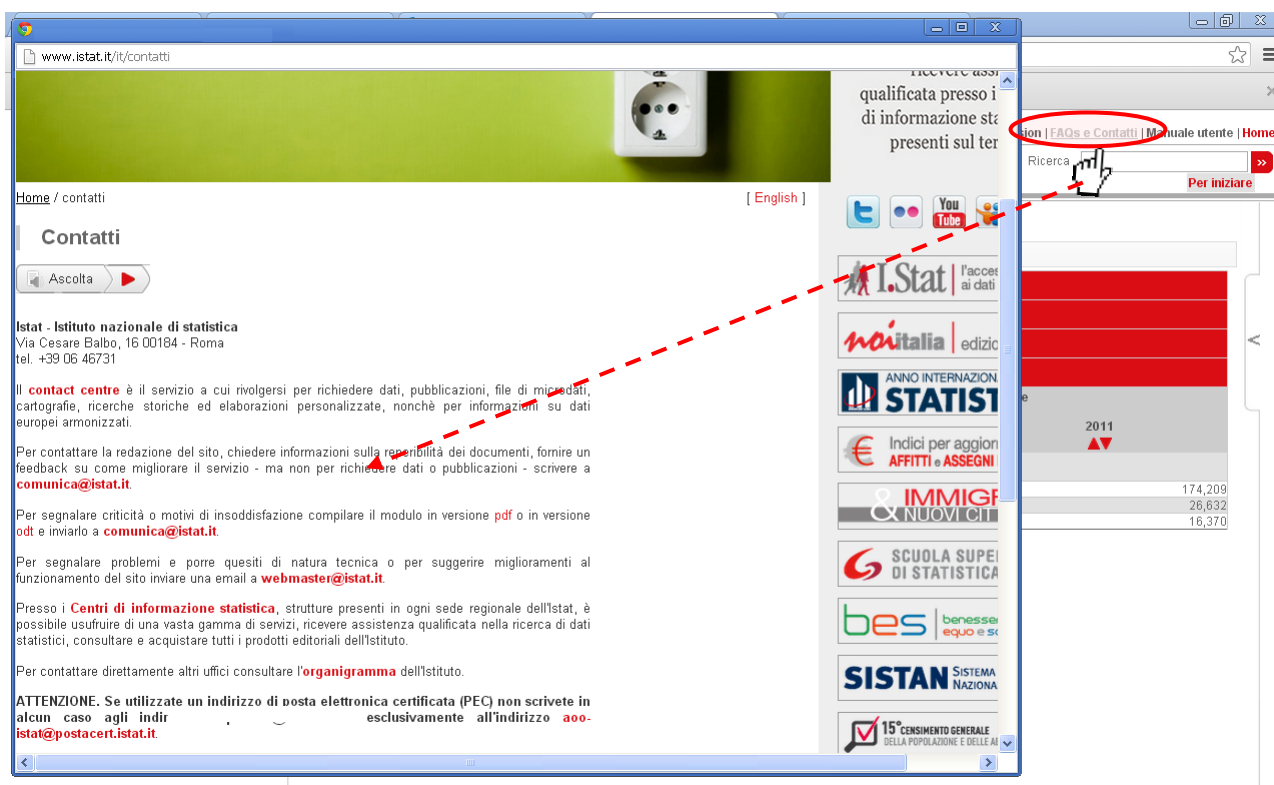 www.istat.it/it/contatti
qualificata presso i
di informazione sta
presenti sul ter
| FAQs e Contatti | Manuale utente | Home
Ricerca
»
Per iniziare
Home / contatti
[ English ]
You
Tube
Contatti
Ascolta
I.Stat
l'acces
ai dati
noi italia
edizio
ANNO INTERNAZION
STATIST
Indici per aggiorn
AFFITTI e ASSEGNI
& IMMIGR
NUOVI CIT
SCUOLA SUPE
DI STATISTICA
bes
benesse
equo e so
SISTAN
SISTEMA
NAZIONA
15° CENSIMENTO GENERALE
DELLA POPOLAZIONE E DELLE AB
Istat - Istituto nazionale di statistica
Via Cesare Balbo, 16 00184 - Roma
tel. +39 06 46731
Il contact centre è il servizio a cui rivolgersi per richiedere dati, pubblicazioni, file di microdati,
cartografie, ricerche storiche ed elaborazioni personalizzate, nonchè per informazioni su dati
europei armonizzati.
Per contattare la redazione del sito, chiedere informazioni sulla reperibilità dei documenti, fornire un
feedback su come migliorare il servizio - ma non per richiedere dati o pubblicazioni - scrivere a
comunica@istat.it.
Per segnalare criticità o motivi di insoddisfazione compilare il modulo in versione pdf o in versione
odt e inviarlo a comunica@istat.it.
Per segnalare problemi e porre quesiti di natura tecnica o per suggerire miglioramenti al
funzionamento del sito inviare una email a webmaster@istat.it.
Presso i Centri di informazione statistica, strutture presenti in ogni sede regionale dell'Istat, è
possibile usufruire di una vasta gamma di servizi, ricevere assistenza qualificata nella ricerca di dati
statistici, consultare e acquistare tutti i prodotti editoriali dell'Istituto.
Per contattare direttamente altri uffici consultare l'organigramma dell'Istituto.
ATTENZIONE. Se utilizzate un indirizzo di posta elettronica certificata (PEC) non scrivete in
alcun caso agli indir esclusivamente all'indirizzo aoo-
istat@postacert.istat.it.
e
2011
174,209
26,632
16,370